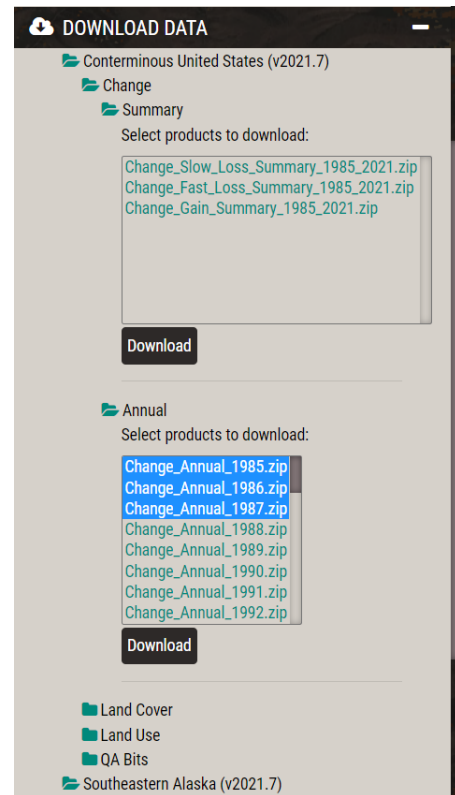 DOWNLOAD DATA
Conterminous United States (v2021.7)
Change
Summary
Select products to download:
Change_Slow_Loss_Summary_1985_2021.zip
Change_Fast_Loss_Summary_1985_2021.zip
Change_Gain_Summary_1985_2021.zip
Download
Annual
Select products to download:
Change_Annual_1985.zip
Change_Annual_1986.zip
Change_Annual_1987.zip
Change_Annual_1988.zip
Change_Annual_1989.zip
Change_Annual_1990.zip
Change_Annual_1991.zip
Change_Annual_1992.zip
Download
Land Cover
Land Use
QA Bits
Southeastern Alaska (v2021.7)